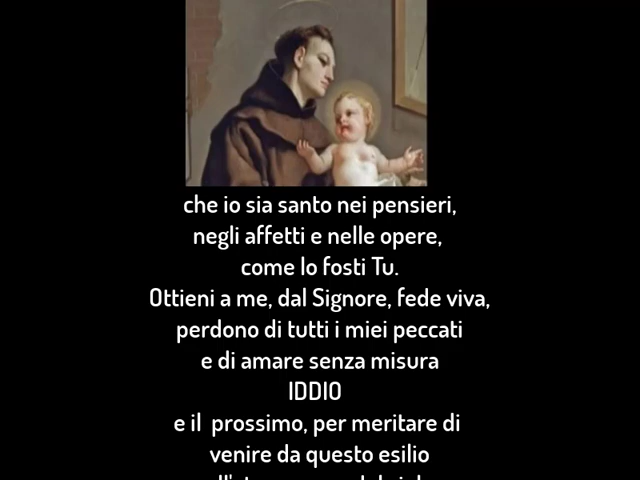 che io sia santo nei pensieri,
negli affetti e nelle opere,
come lo fosti Tu.
Ottieni a me, dal Signore, fede viva,
perdono di tutti i miei peccati
e di amare senza misura
IDDIO
e il prossimo, per meritare di
venire da questo esilio